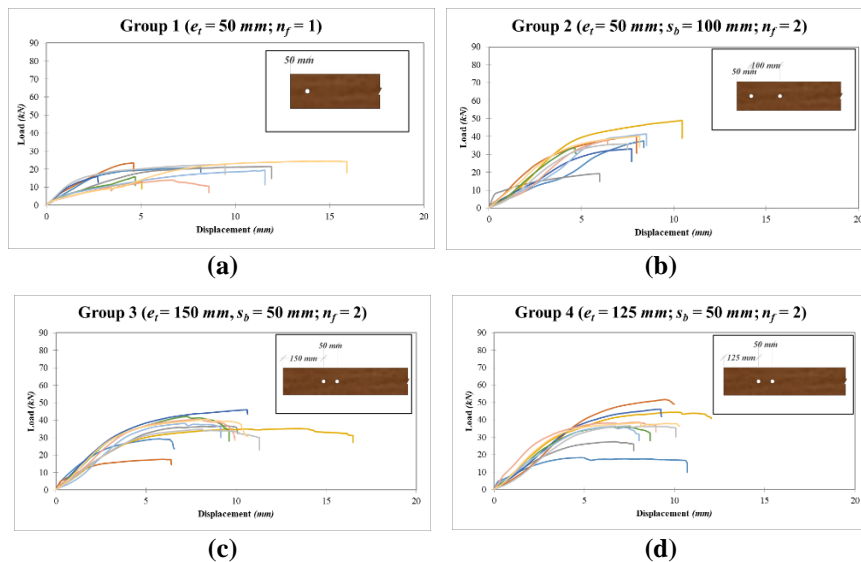 Group 1 (et = 50 mm; nf = 1)
90
80
70
60
50
40
30
20
10
0
Load (kN)
0 5 10 15 20
Displacement (mm)
50 mm
(a)
Group 2 (et = 50 mm; sb = 100 mm; nf = 2)
90
80
70
60
50
40
30
20
10
0
Load (kN)
0 5 10 15 20
Displacement (mm)
100 mm
50 mm
(b)
Group 3 (et = 150 mm, sb = 50 mm; nf = 2)
90
80
70
60
50
40
30
20
10
0
Load (kN)
0 5 10 15 20
Displacement (mm)
50 mm
150 mm
(c)
Group 4 (et = 125 mm; sb = 50 mm; nf = 2)
90
80
70
60
50
40
30
20
10
0
Load (kN)
0 5 10 15 20
Displacement (mm)
50 mm
125 mm
(d)